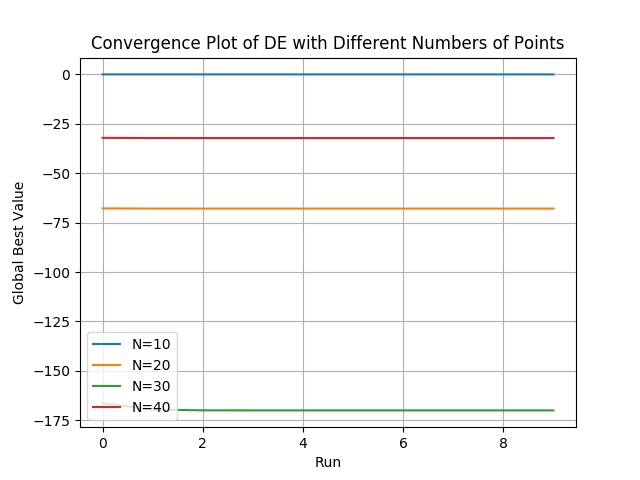 Convergence Plot of DE with Different Numbers of Points
Global Best Value
0
−25
−50
−75
−100
−125
−150
−175
N=10
N=20
N=30
N=40
0 2 4 6 8
Run